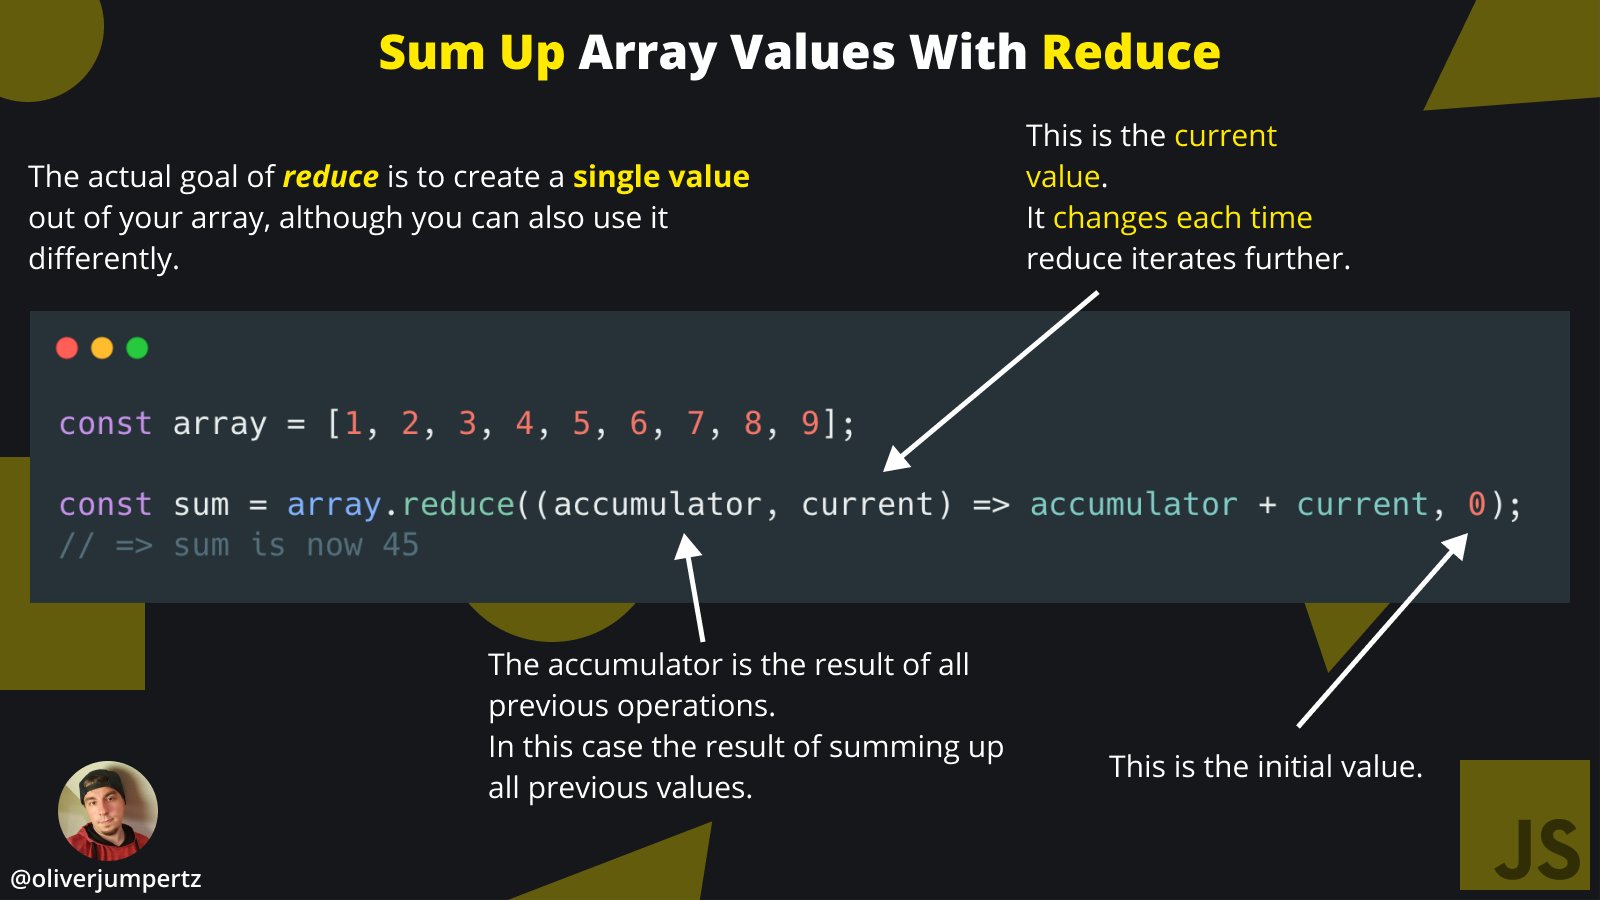 Sum Up Array Values With Reduce
The actual goal of reduce is to create a single value
out of your array, although you can also use it
differently.
This is the current
value.
It changes each time
reduce iterates further.
const array = [1, 2, 3, 4, 5, 6, 7, 8, 9];
const sum = array.reduce((accumulator, current) => accumulator + current, 0);
// => sum is now 45
The accumulator is the result of all
previous operations.
In this case the result of summing up
all previous values.
This is the initial value.
@oliverjumpertz
JS